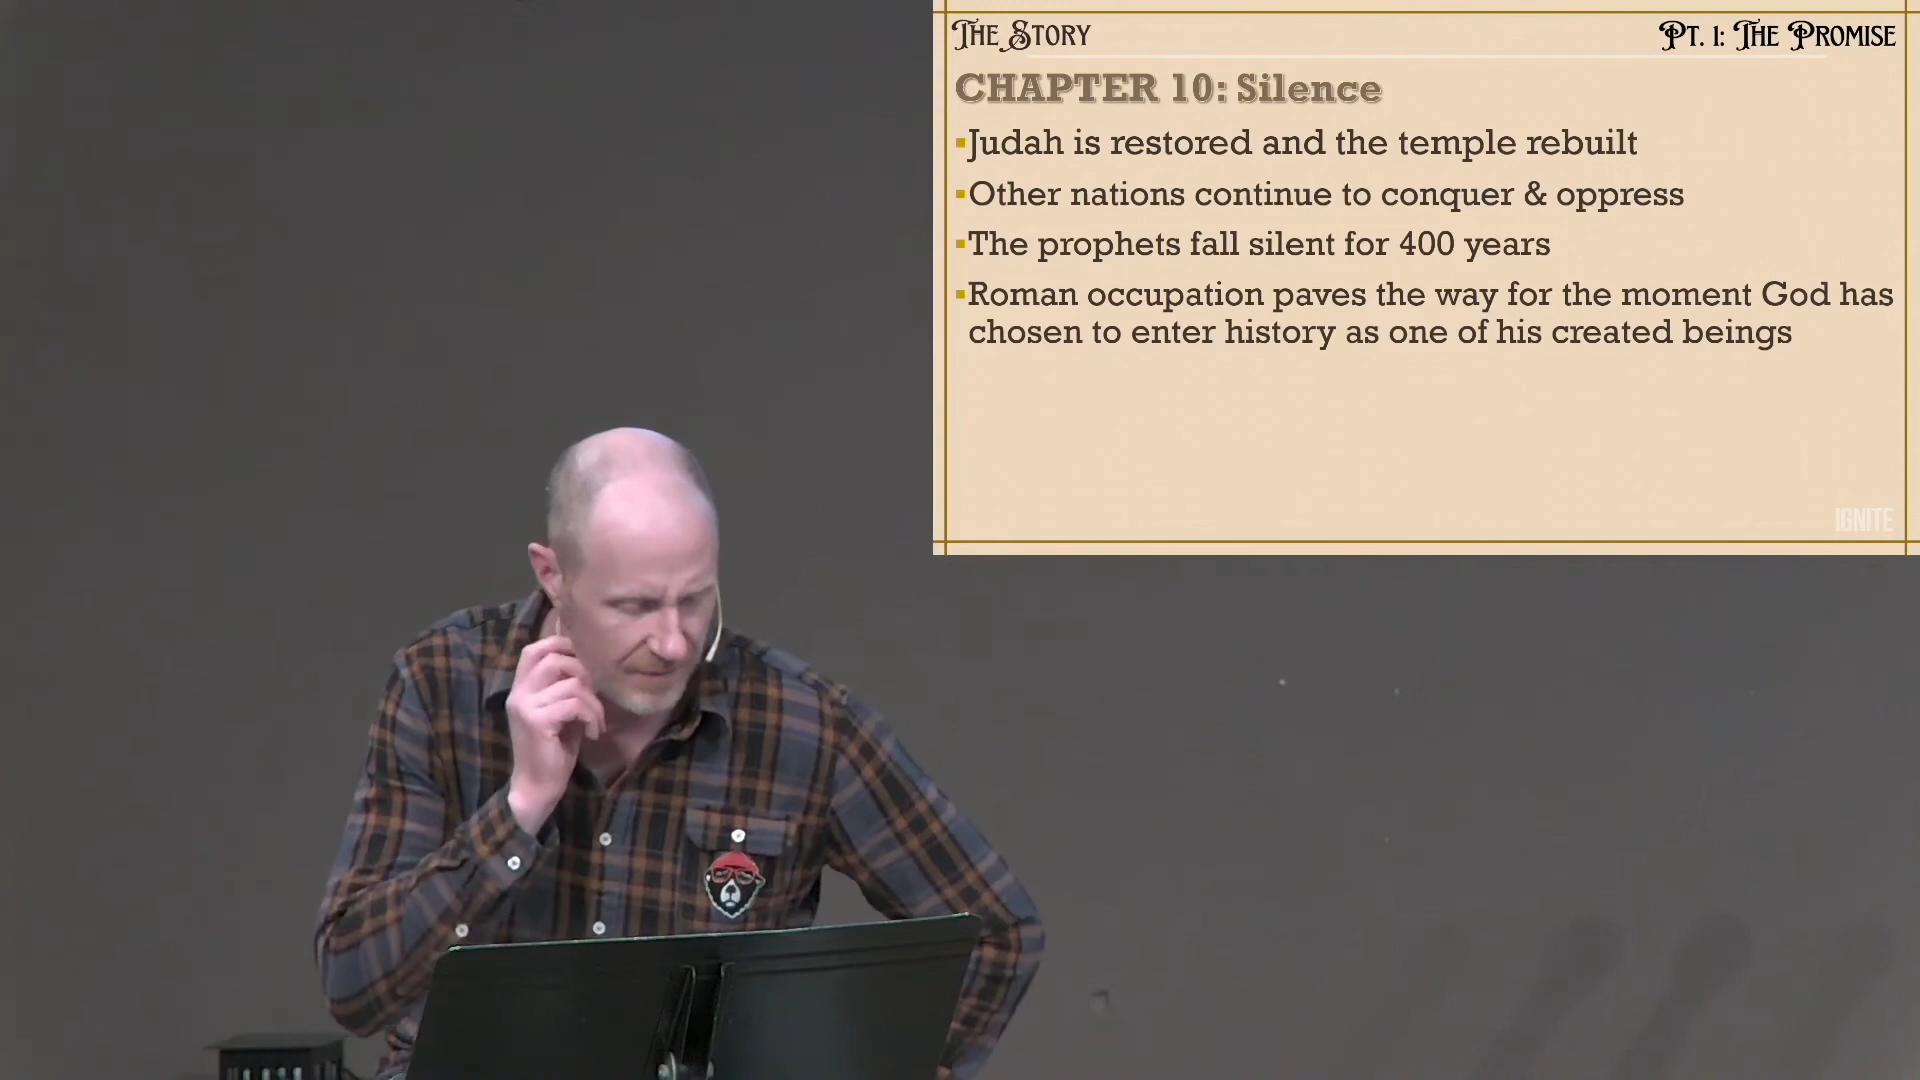 The Story
Pt. 1: The Promise
CHAPTER 10: Silence
▪Judah is restored and the temple rebuilt
▪Other nations continue to conquer & oppress
▪The prophets fall silent for 400 years
▪Roman occupation paves the way for the moment God has
chosen to enter history as one of his created beings
IGNITE